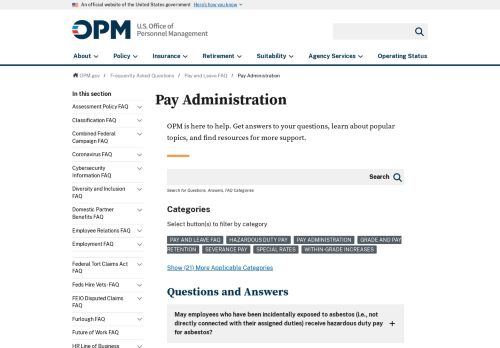 An official website of the United States government Here's how you know
OPM U.S. Office of
Personnel Management
About Policy Insurance Retirement Suitability Agency Services Operating Status
OPM.gov / Frequently Asked Questions / Pay and Leave FAQ / Pay Administration
In this section
Assessment Policy FAQ
Classification FAQ
Combined Federal
Campaign FAQ
Coronavirus FAQ
Cybersecurity
Information FAQ
Diversity and Inclusion
FAQ
Domestic Partner
Benefits FAQ
Employee Relations FAQ
Employment FAQ
Federal Tort Claims Act
FAQ
Feds Hire Vets- FAQ
FEIO Disputed Claims
FAQ
Furlough FAQ
Future of Work FAQ
HR Line of Business
Pay Administration
OPM is here to help. Get answers to your questions, learn about popular
topics, and find resources for more support.
Search
Search for Questions, Answers, FAQ Categories
Categories
Select button(s) to filter by category
PAY AND LEAVE FAQ HAZARDOUS DUTY PAY PAY ADMINISTRATION GRADE AND PAY
RETENTION SEVERANCE PAY SPECIAL RATES WITHIN-GRADE INCREASES
Show (21) More Applicable Categories
Questions and Answers
May employees who have been incidentally exposed to asbestos (i.e., not
directly connected with their assigned duties) receive hazardous duty pay
for asbestos?